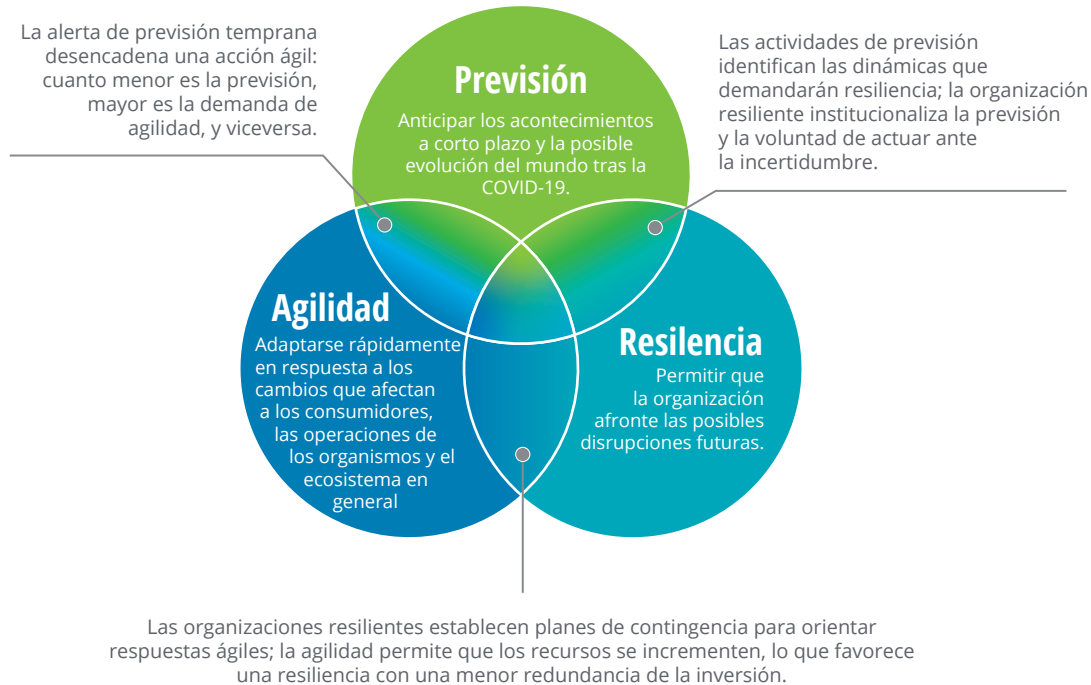 La alerta de previsión temprana
desencadena una acción ágil:
cuanto menor es la previsión,
mayor es la demanda de
agilidad, y viceversa.
Previsión
Anticipar los acontecimientos
a corto plazo y la posible
evolución del mundo tras la
COVID-19.
Las actividades de previsión
identifican las dinámicas que
demandarán resiliencia; la organización
resiliente institucionaliza la previsión
y la voluntad de actuar ante
la incertidumbre.
Agilidad
Adaptarse rápidamente
en respuesta a los
cambios que afectan
a los consumidores,
las operaciones de
los organismos y el
ecosistema en
general
Resilencia
Permitir que
la organización
afronte las posibles
disrupciones futuras.
Las organizaciones resilientes establecen planes de contingencia para orientar
respuestas ágiles; la agilidad permite que los recursos se incrementen, lo que favorece
una resiliencia con una menor redundancia de la inversión.